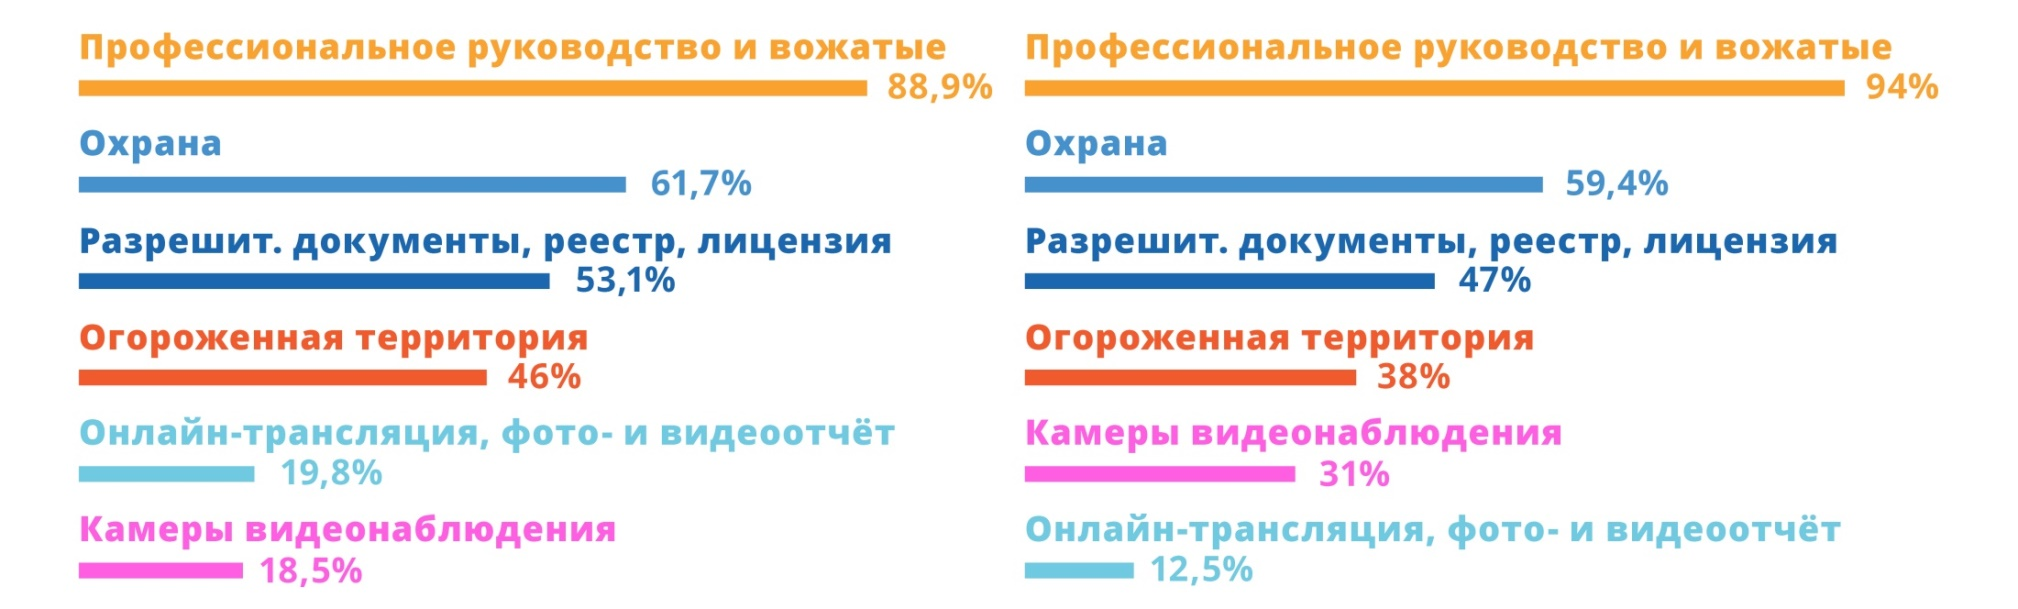 Профессиональное руководство и вожатые
88,9%
Охрана
61,7%
Разрешит. документы, реестр, лицензия
53,1%
Огороженная территория
46%
Онлайн-трансляция, фото- и видеоотчёт
19,8%
Камеры видеонаблюдения
18,5%
Профессиональное руководство и вожатые
94%
Охрана
59,4%
Разрешит. документы, реестр, лицензия
47%
Огороженная территория
38%
Камеры видеонаблюдения
31%
Онлайн-трансляция, фото- и видеоотчёт
12,5%